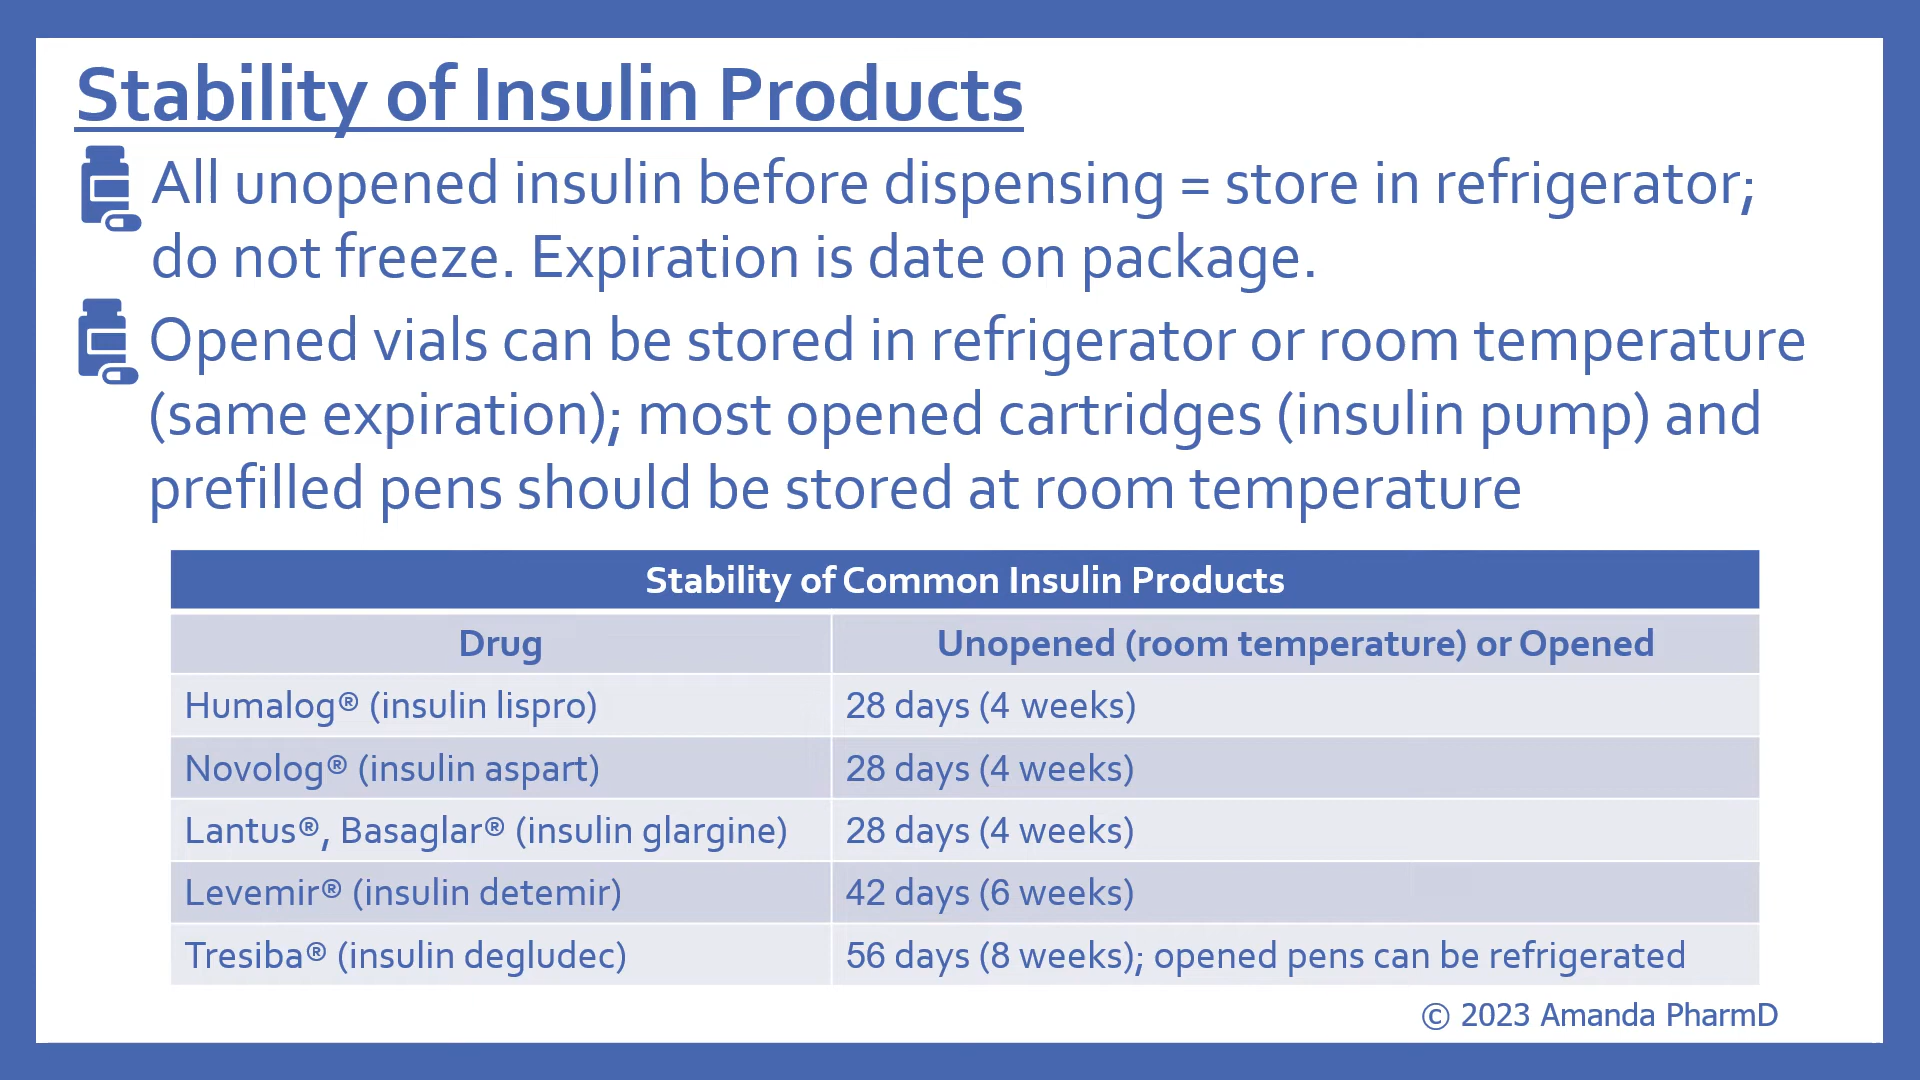 Stability of Insulin Products
All unopened insulin before dispensing = store in refrigerator;
do not freeze. Expiration is date on package.
Opened vials can be stored in refrigerator or room temperature
(same expiration); most opened cartridges (insulin pump) and
prefilled pens should be stored at room temperature
Stability of Common Insulin Products
Drug Unopened (room temperature) or Opened
Humalog® (insulin lispro) 28 days (4 weeks)
Novolog® (insulin aspart) 28 days (4 weeks)
Lantus®, Basaglar® (insulin glargine) 28 days (4 weeks)
Levemir® (insulin detemir) 42 days (6 weeks)
Tresiba® (insulin degludec) 56 days (8 weeks); opened pens can be refrigerated
© 2023 Amanda PharmD